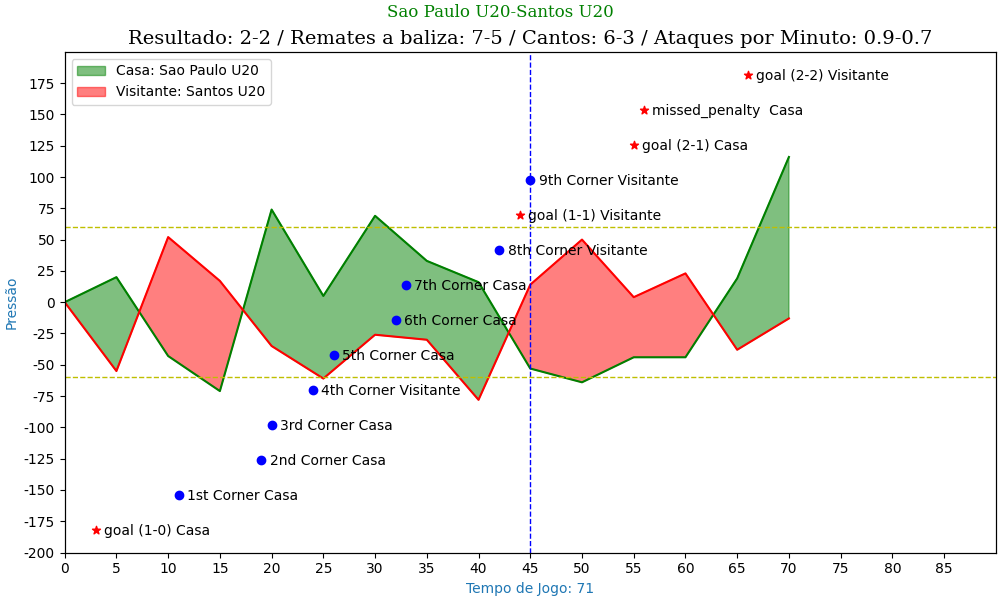 Sao Paulo U20-Santos U20
Resultado: 2-2 / Remates a baliza: 7-5 / Cantos: 6-3 / Ataques por Minuto: 0.9-0.7
Casa: Sao Paulo U20
Visitante: Santos U20
goal (2-2) Visitante
missed_penalty  Casa
goal (2-1) Casa
9th Corner Visitante
goal (1-1) Visitante
8th Corner Visitante
7th Corner Casa
6th Corner Casa
5th Corner Casa
4th Corner Visitante
3rd Corner Casa
2nd Corner Casa
1st Corner Casa
goal (1-0) Casa
Pressão
175
150
125
100
75
50
25
0
-25
-50
-75
-100
-125
-150
-175
-200
0 5 10 15 20 25 30 35 40 45 50 55 60 65 70 75 80 85
Tempo de Jogo: 71